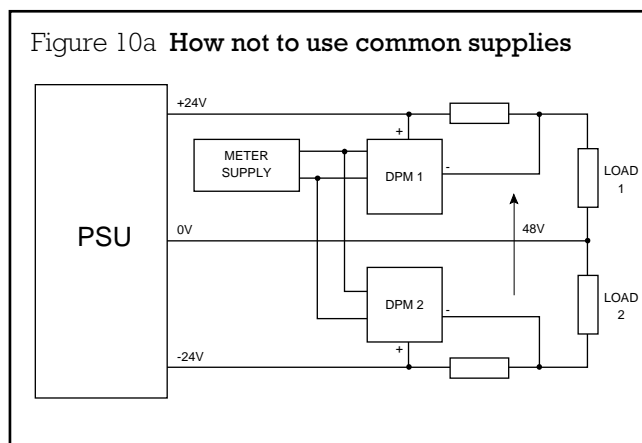 Figure 10a How not to use common supplies
+24V
METER
SUPPLY
+
DPM 1
-
LOAD
1
PSU
0V
48V
DPM 2
-
LOAD
2
+
-24V